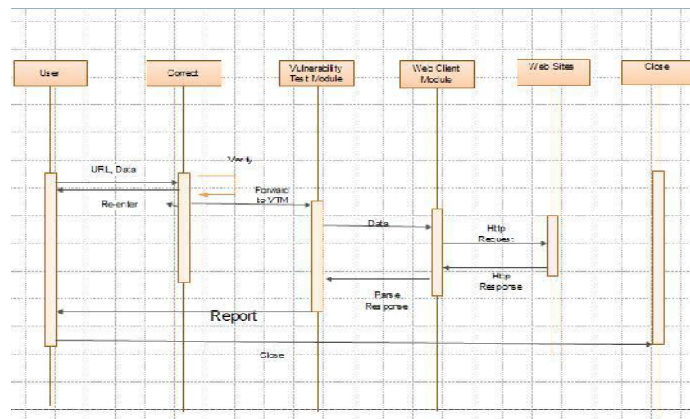 User
Correct
Vulnerability
Test Module
Web Client
Module
Web Sites
Close
URL, Data
Verify
Re-enter
Forward
to VTM
Data
Http
Request
Http
Response
Parse
Response
Report
Close